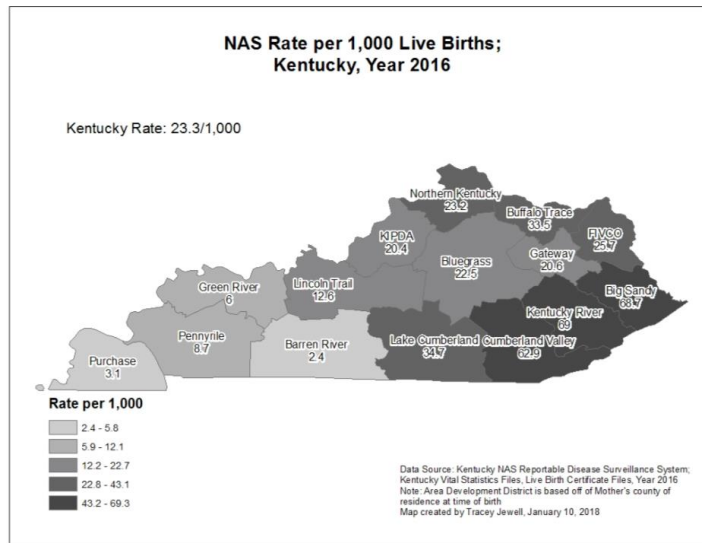 NAS Rate per 1,000 Live Births;
Kentucky, Year 2016
Kentucky Rate: 23.3/1,000
Northern Kentucky
23.2
Buffalo Trace
33.5
FIVCO
25.7
KIPDA
20.4
Bluegrass
22.5
Gateway
20.6
Green River
6
Lincoln Trail
12.6
Big Sandy
68.7
Kentucky River
69
Pennyrile
8.7
Barren River
2.4
Lake Cumberland
34.7
Cumberland Valley
62.9
Purchase
3.1
Rate per 1,000
2.4 - 5.8
5.9 - 12.1
12.2 - 22.7
22.8 - 43.1
43.2 - 69.3
Data Source: Kentucky NAS Reportable Disease Surveillance System;
Kentucky Vital Statistics Files, Live Birth Certificate Files, Year 2016
Note: Area Development District is based off of Mother's county of
residence at time of birth
Map created by Tracey Jewell, January 10, 2018